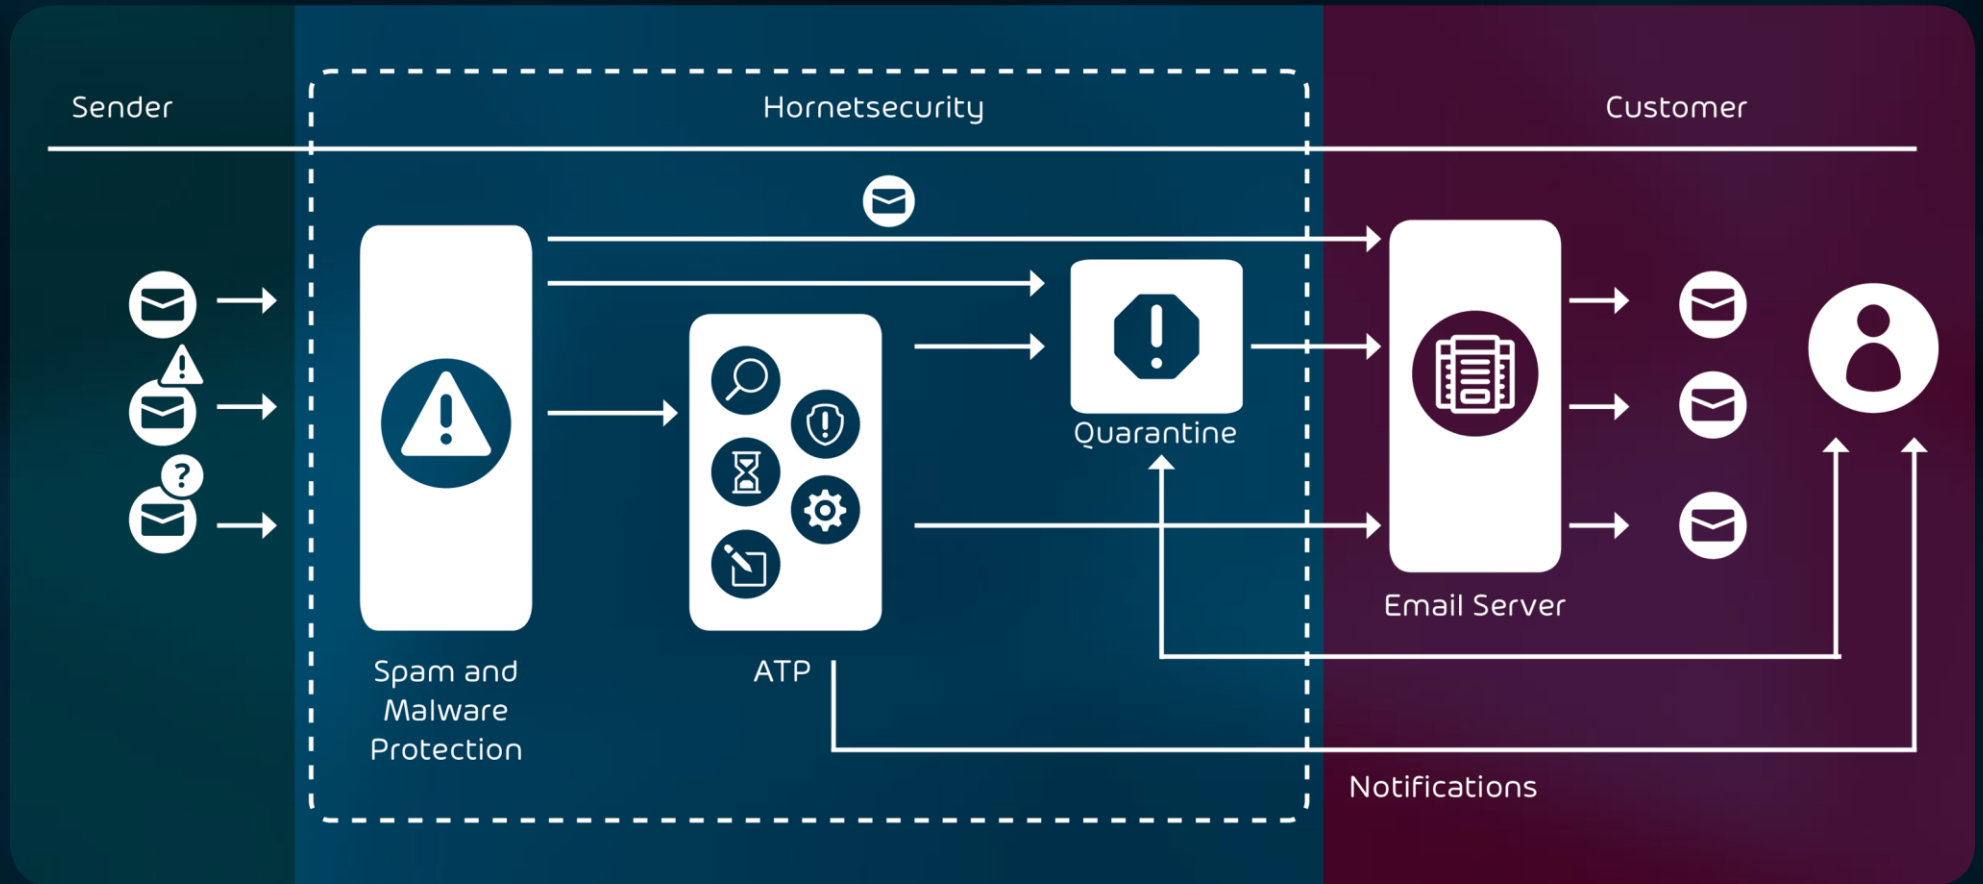 Sender
Hornetsecurity
Customer
?
Quarantine
Email Server
Spam and
Malware
Protection
ATP
Notifications